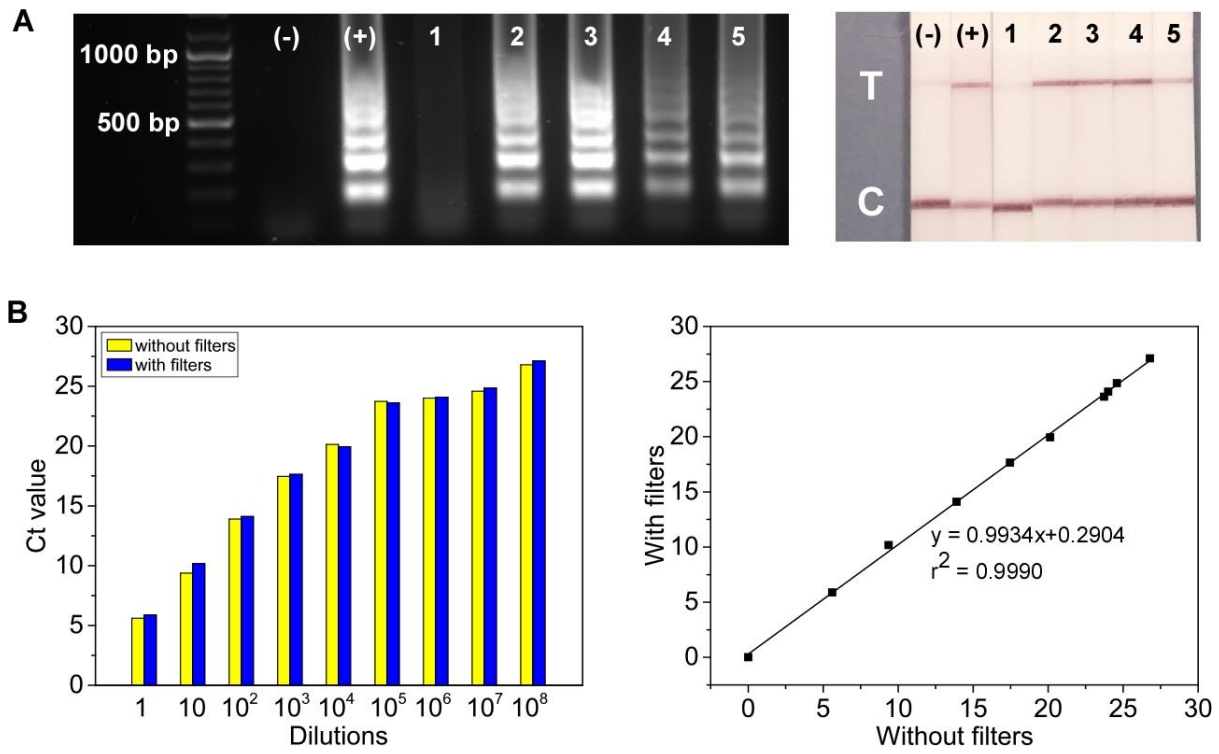 A
(-) (+) 1 2 3 4 5
1000 bp
500 bp
(-) (+) 1 2 3 4 5
T
C
B
30
25
20
15
10
5
0
Ct value
without filters
with filters
1 10 10² 10³ 10⁴ 10⁵ 10⁶ 10⁷ 10⁸
Dilutions
30
25
20
15
10
5
0
With filters
y = 0.9934x+0.2904
r² = 0.9990
0 5 10 15 20 25 30
Without filters